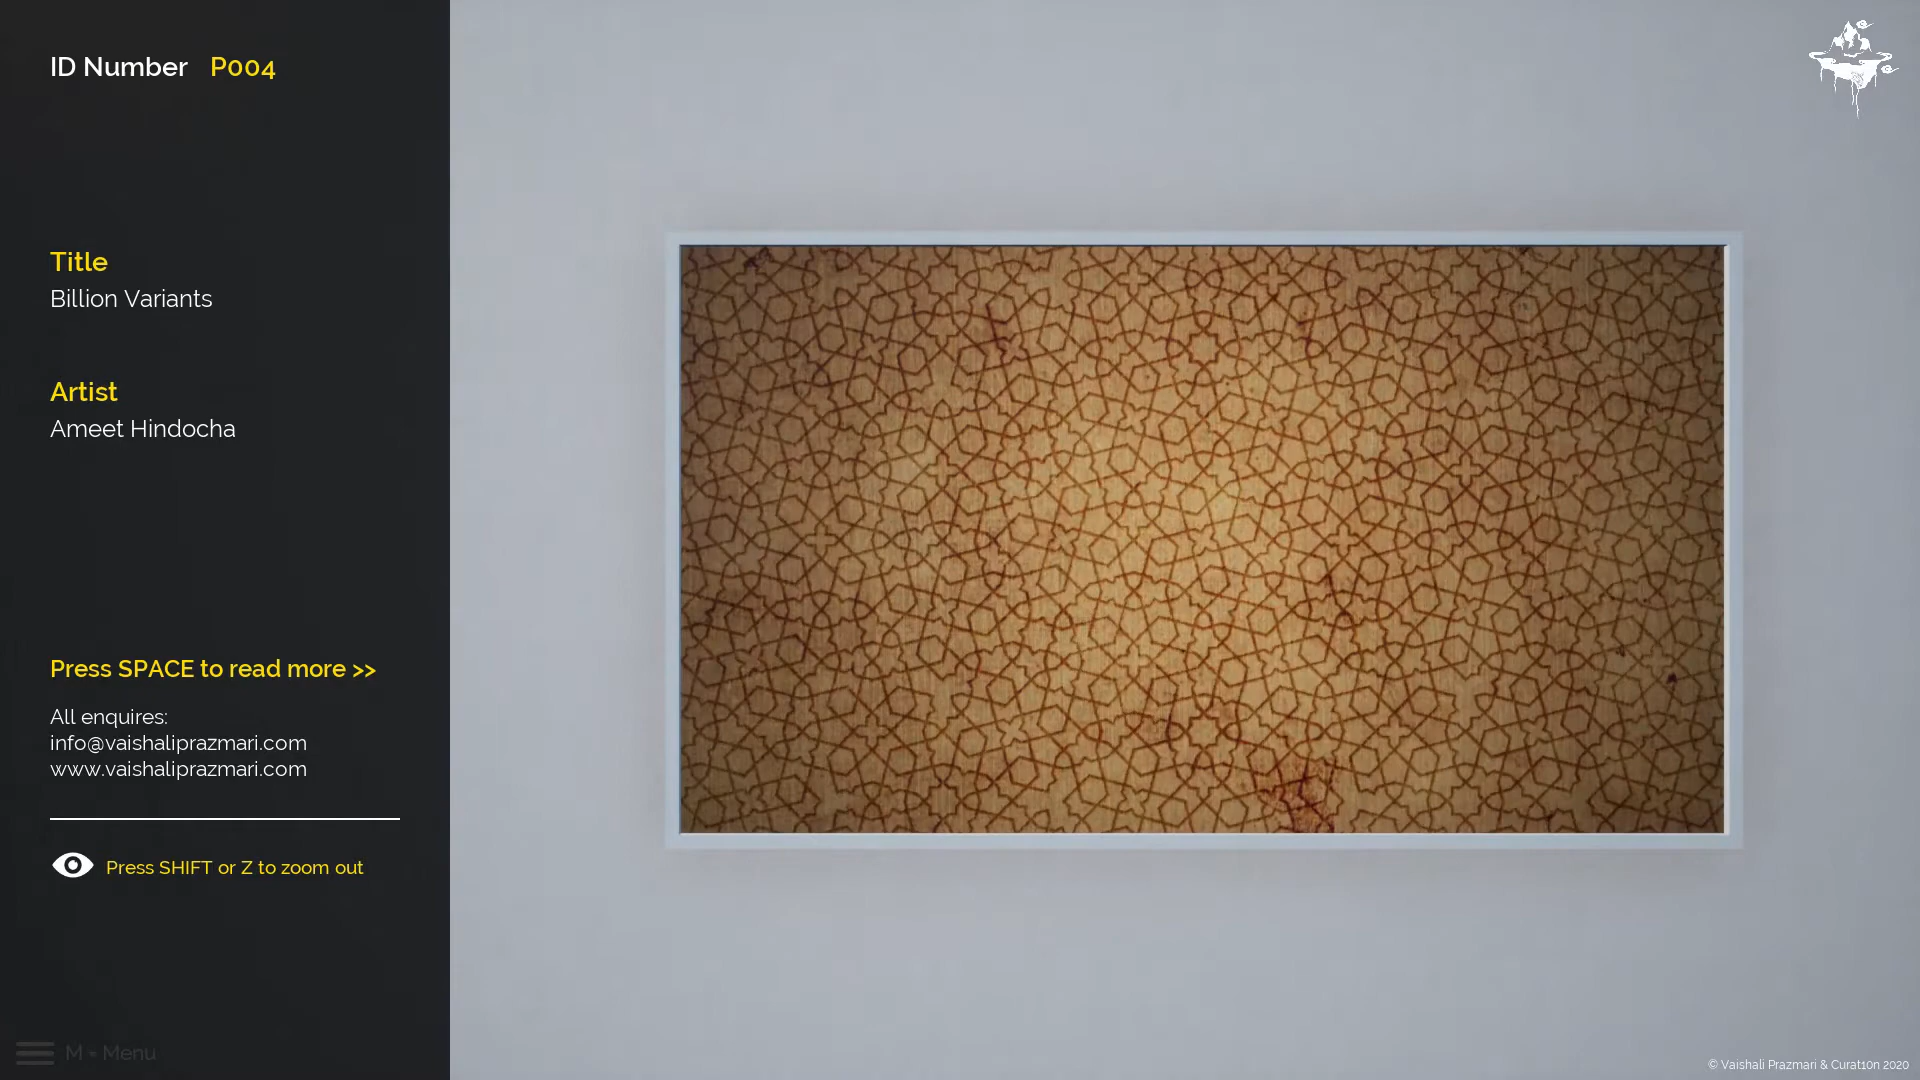 ID Number P004
Title
Billion Variants
Artist
Ameet Hindocha
Press SPACE to read more >>
All enquires:
info@vaishaliprazmari.com
www.vaishaliprazmari.com
Press SHIFT or Z to zoom out
M - Menu
© Vaishali Prazmari & Curat10n 2020